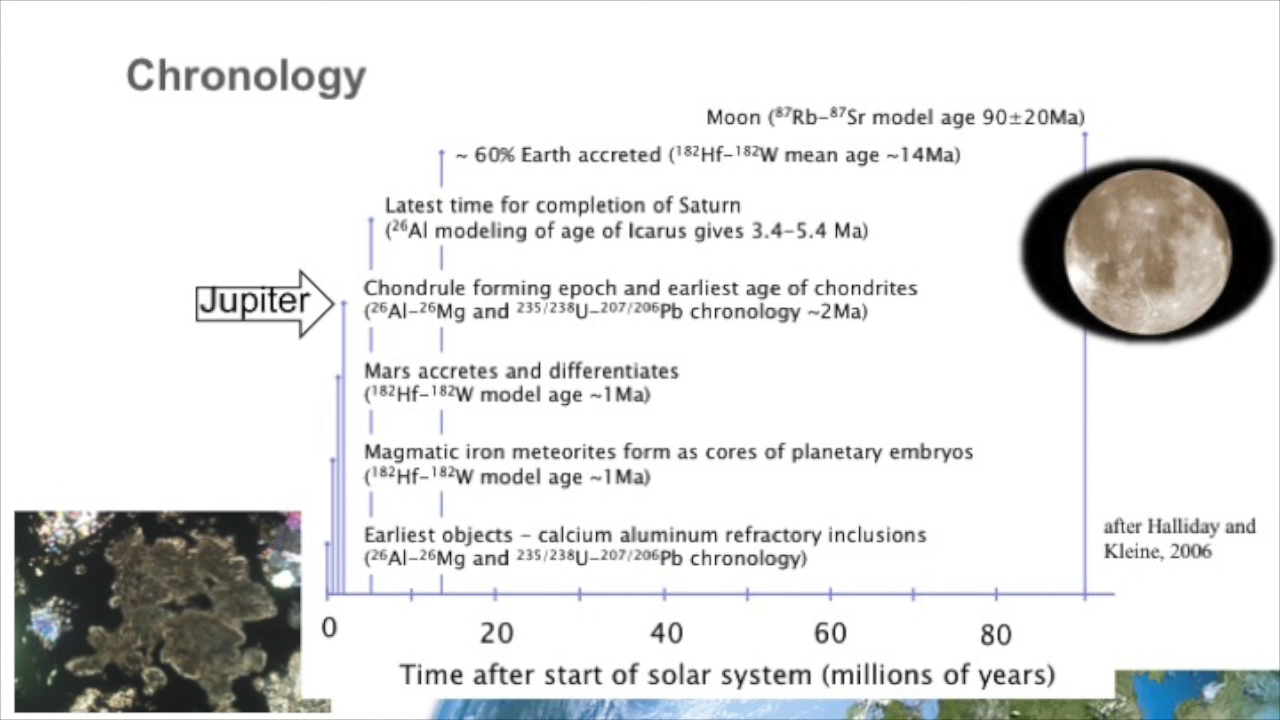 Chronology
Moon (⁸⁷Rb–⁸⁷Sr model age 90±20Ma)
~ 60% Earth accreted (¹⁸²Hf–¹⁸²W mean age ~14Ma)
Latest time for completion of Saturn
(²⁶Al modeling of age of Icarus gives 3.4–5.4 Ma)
Jupiter
Chondrule forming epoch and earliest age of chondrites
(²⁶Al–²⁶Mg and ²³⁵/²³⁸U–²⁰⁷/²⁰⁶Pb chronology ~2Ma)
Mars accretes and differentiates
(¹⁸²Hf–¹⁸²W model age ~1Ma)
Magmatic iron meteorites form as cores of planetary embryos
(¹⁸²Hf–¹⁸²W model age ~1Ma)
Earliest objects – calcium aluminum refractory inclusions
(²⁶Al–²⁶Mg and ²³⁵/²³⁸U–²⁰⁷/²⁰⁶Pb chronology)
after Halliday and
Kleine, 2006
0 20 40 60 80
Time after start of solar system (millions of years)